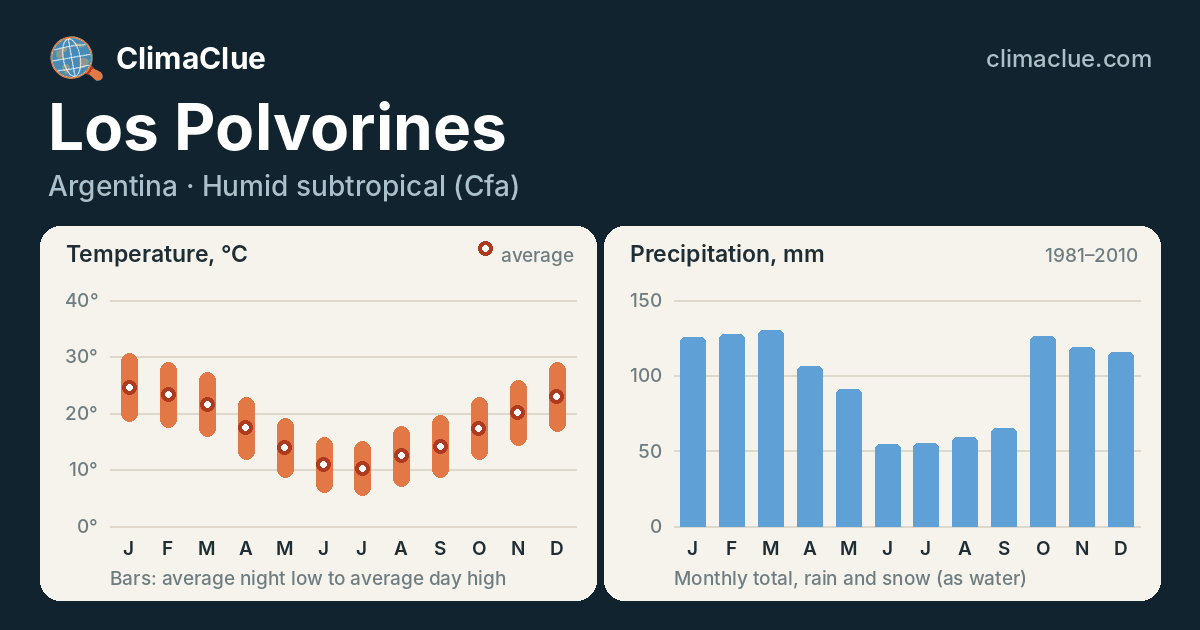 ClimaClue
climaclue.com
Los Polvorines
Argentina · Humid subtropical (Cfa)
Temperature, °C
average
40°
30°
20°
10°
0°
J F M A M J J A S O N D
Bars: average night low to average day high
Precipitation, mm
1981–2010
150
100
50
0
J F M A M J J A S O N D
Monthly total, rain and snow (as water)